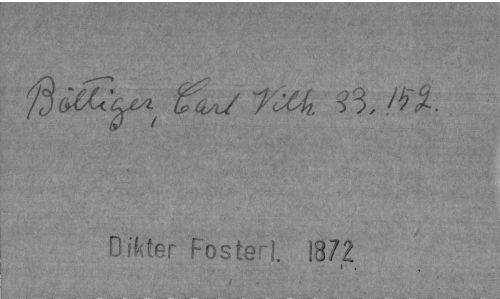 Böttiger, Carl Vilh. 33, 152.
Dikter Fosterl. 1872